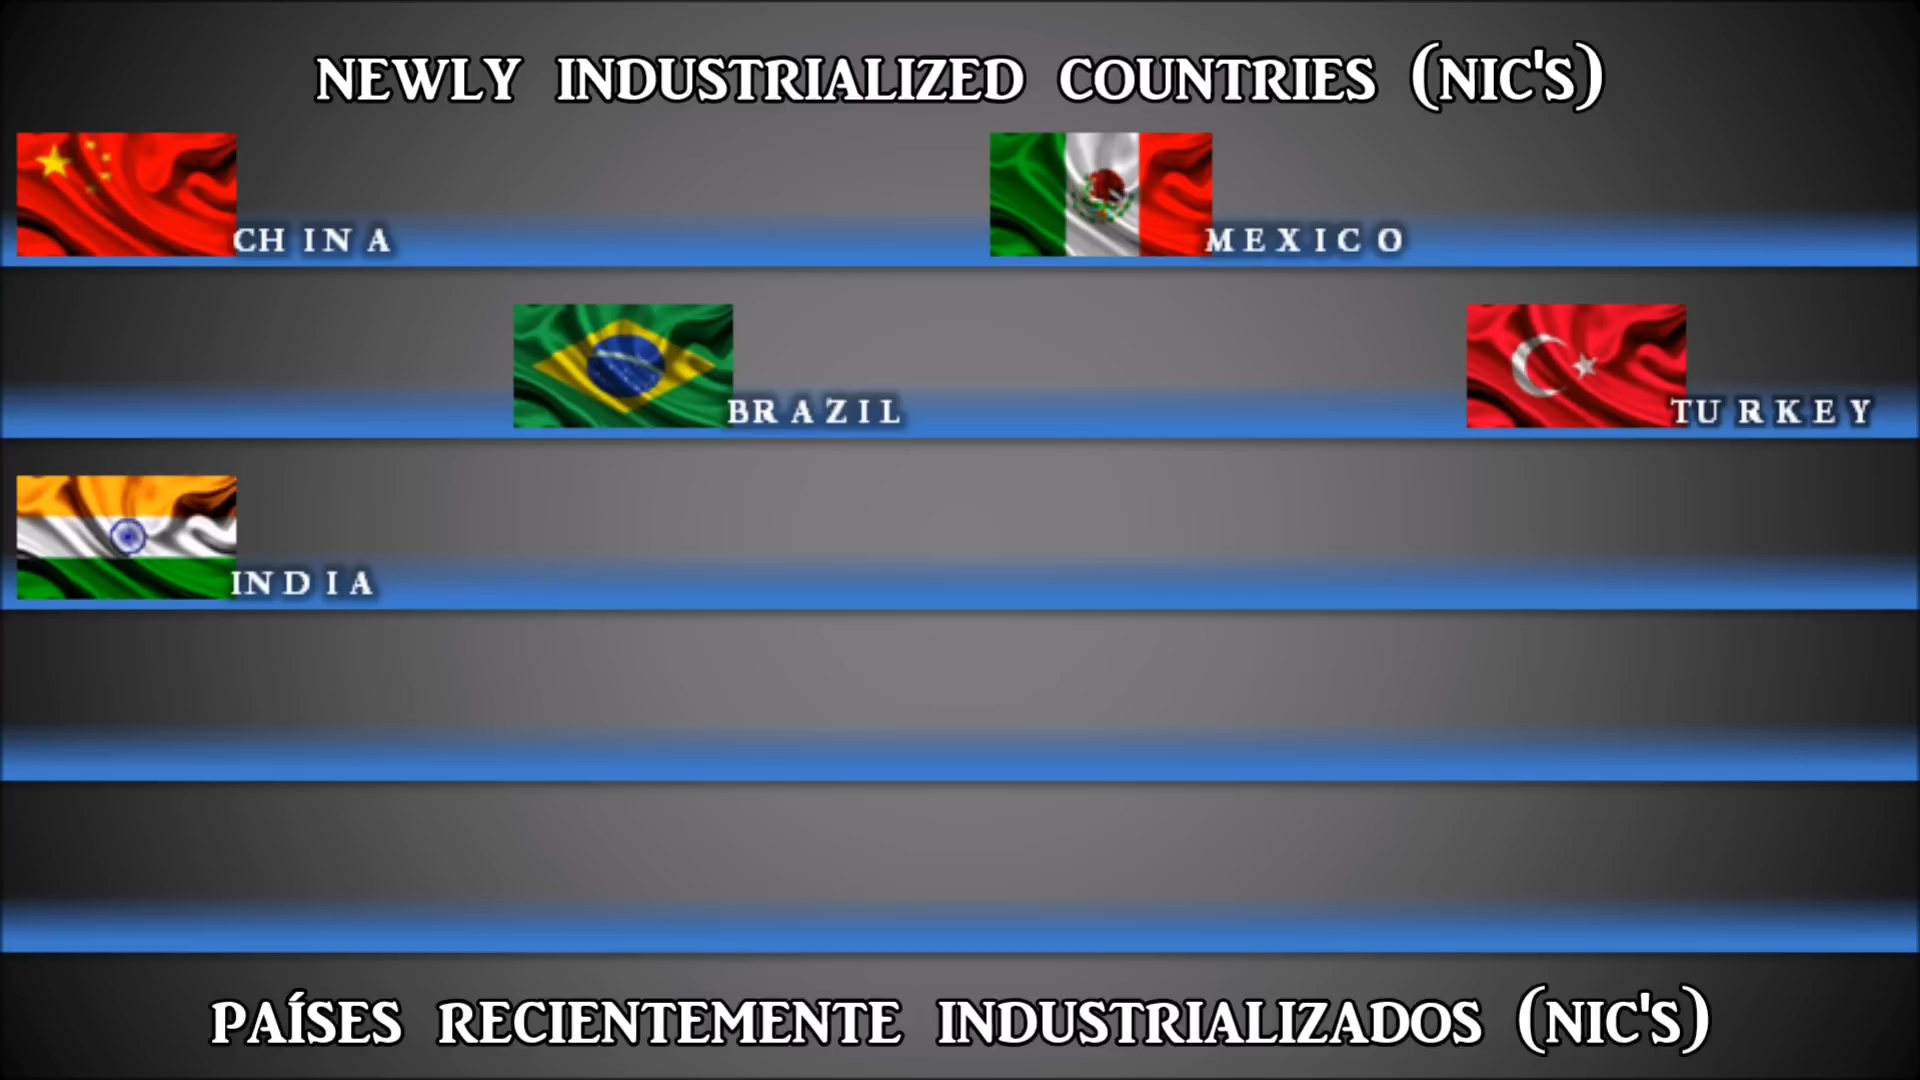 NEWLY INDUSTRIALIZED COUNTRIES (NIC'S)
CHINA
MEXICO
BRAZIL
TURKEY
INDIA
PAÍSES RECIENTEMENTE INDUSTRIALIZADOS (NIC'S)